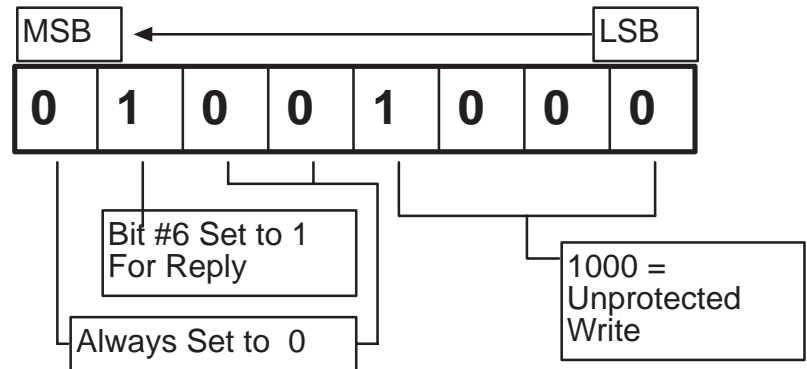 MSB LSB
0 1 0 0 1 0 0 0
Bit #6 Set to 1
For Reply
1000 =
Unprotected
Write
Always Set to 0